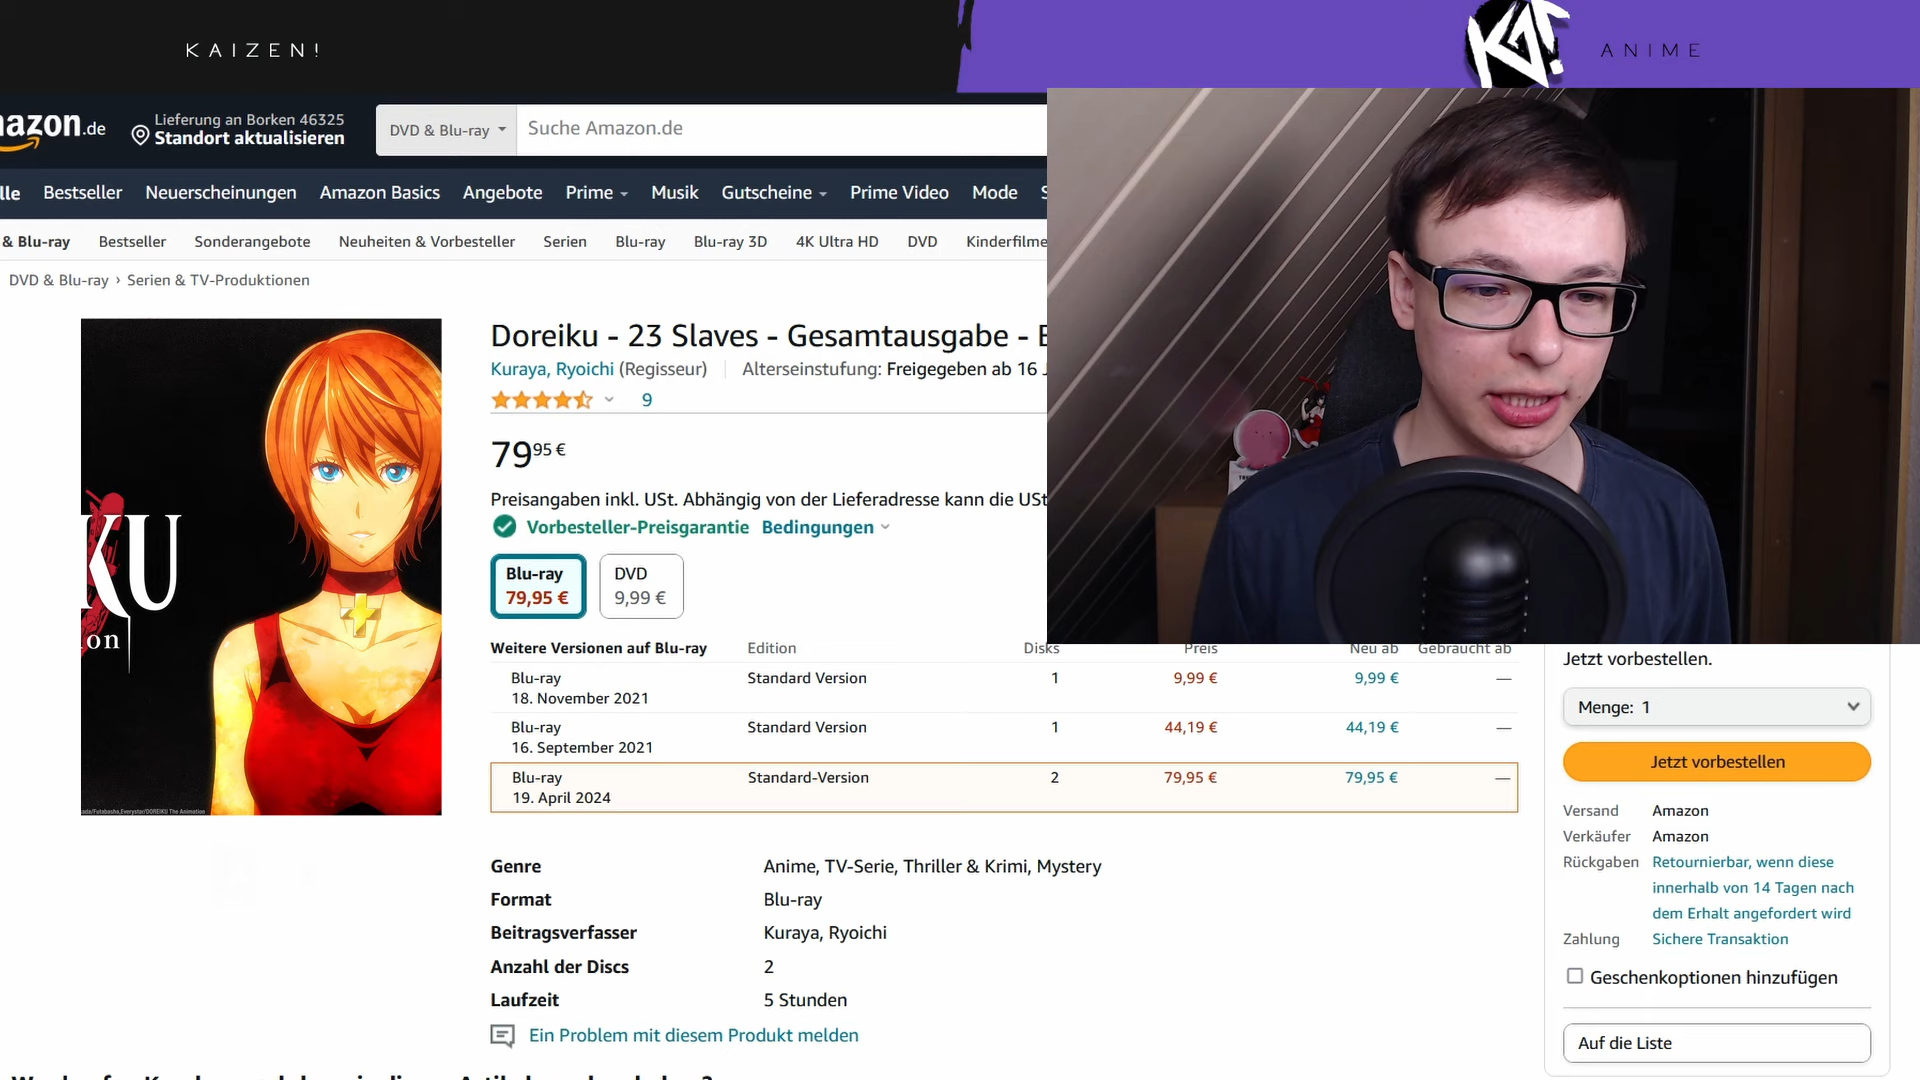 KAIZEN!
KA!
ANIME
mazon.de
Lieferung an Borken 46325
Standort aktualisieren
DVD & Blu-ray
Suche Amazon.de
lle Bestseller Neuerscheinungen Amazon Basics Angebote Prime Musik Gutscheine Prime Video Mode S
& Blu-ray Bestseller Sonderangebote Neuheiten & Vorbesteller Serien Blu-ray Blu-ray 3D 4K Ultra HD DVD Kinderfilme
DVD & Blu-ray › Serien & TV-Produktionen
KU
on
Doreiku - 23 Slaves - Gesamtausgabe -
Kuraya, Ryoichi (Regisseur) Alterseinstufung: Freigegeben ab 16 J
9
79 95 €
Preisangaben inkl. USt. Abhängig von der Lieferadresse kann die USt
Vorbesteller-Preisgarantie Bedingungen
Blu-ray
79,95 €
DVD
9,99 €
Weitere Versionen auf Blu-ray Edition Disks Preis Neu ab Gebraucht ab
Blu-ray Standard Version 1 9,99 € 9,99 € —
18. November 2021
Blu-ray Standard Version 1 44,19 € 44,19 € —
16. September 2021
Blu-ray Standard-Version 2 79,95 € 79,95 € —
19. April 2024
Genre Anime, TV-Serie, Thriller & Krimi, Mystery
Format Blu-ray
Beitragsverfasser Kuraya, Ryoichi
Anzahl der Discs 2
Laufzeit 5 Stunden
Ein Problem mit diesem Produkt melden
Jetzt vorbestellen.
Menge: 1
Jetzt vorbestellen
Versand Amazon
Verkäufer Amazon
Rückgaben Retournierbar, wenn diese
innerhalb von 14 Tagen nach
dem Erhalt angefordert wird
Zahlung Sichere Transaktion
Geschenkoptionen hinzufügen
Auf die Liste